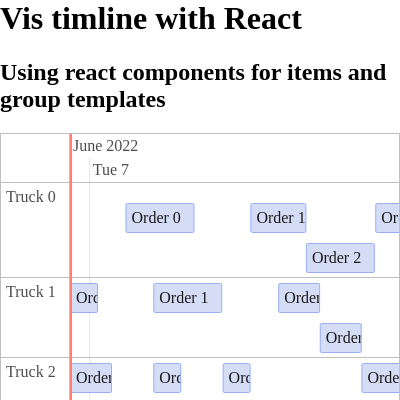 Vis timline with React
Using react components for items and
group templates
June 2022
Tue 7
Truck 0
Order 0
Order 1
Or
Order 2
Truck 1
Ord
Order 1
Order
Order
Truck 2
Order
Ord
Ord
Orde